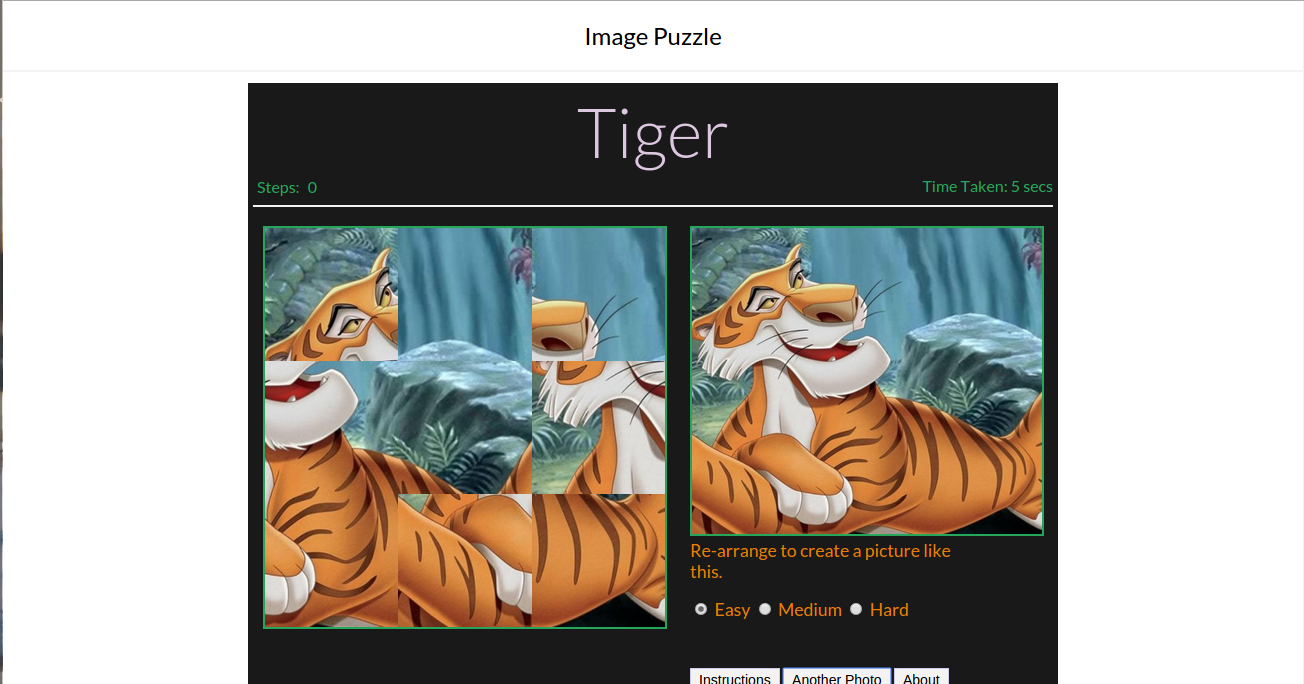 Image Puzzle
Tiger
Steps: 0
Time Taken: 5 secs
Re-arrange to create a picture like
this.
Easy Medium Hard
Instructions Another Photo About